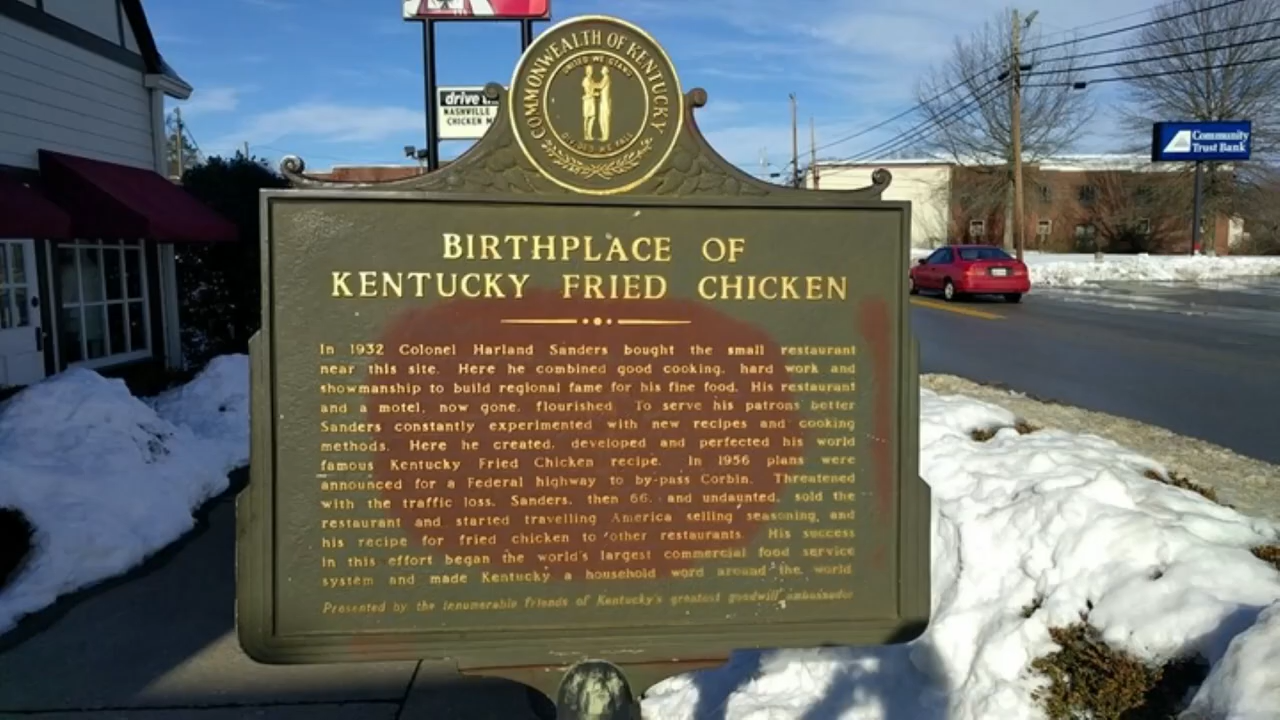 COMMONWEALTH OF KENTUCKY
UNITED WE STAND
DIVIDED WE FALL
drive
NASHVILLE
CHICKEN
Community
Trust Bank
BIRTHPLACE OF
KENTUCKY FRIED CHICKEN
In 1932 Colonel Harland Sanders bought the small restaurant
near this site. Here he combined good cooking, hard work and
showmanship to build regional fame for his fine food. His restaurant
and a motel, now gone, flourished To serve his patrons better
Sanders constantly experimented with new recipes and cooking
methods. Here he created, developed and perfected his world
famous Kentucky Fried Chicken recipe. In 1956 plans were
announced for a Federal highway to by-pass Corbin. Threatened
with the traffic loss, Sanders, then 66, and undaunted, sold the
restaurant and started travelling America selling seasoning, and
his recipe for fried chicken to other restaurants. His success
in this effort began the world's largest commercial food service
system and made Kentucky a household word around the world
Presented by the innumerable friends of Kentucky's greatest goodwill ambassador